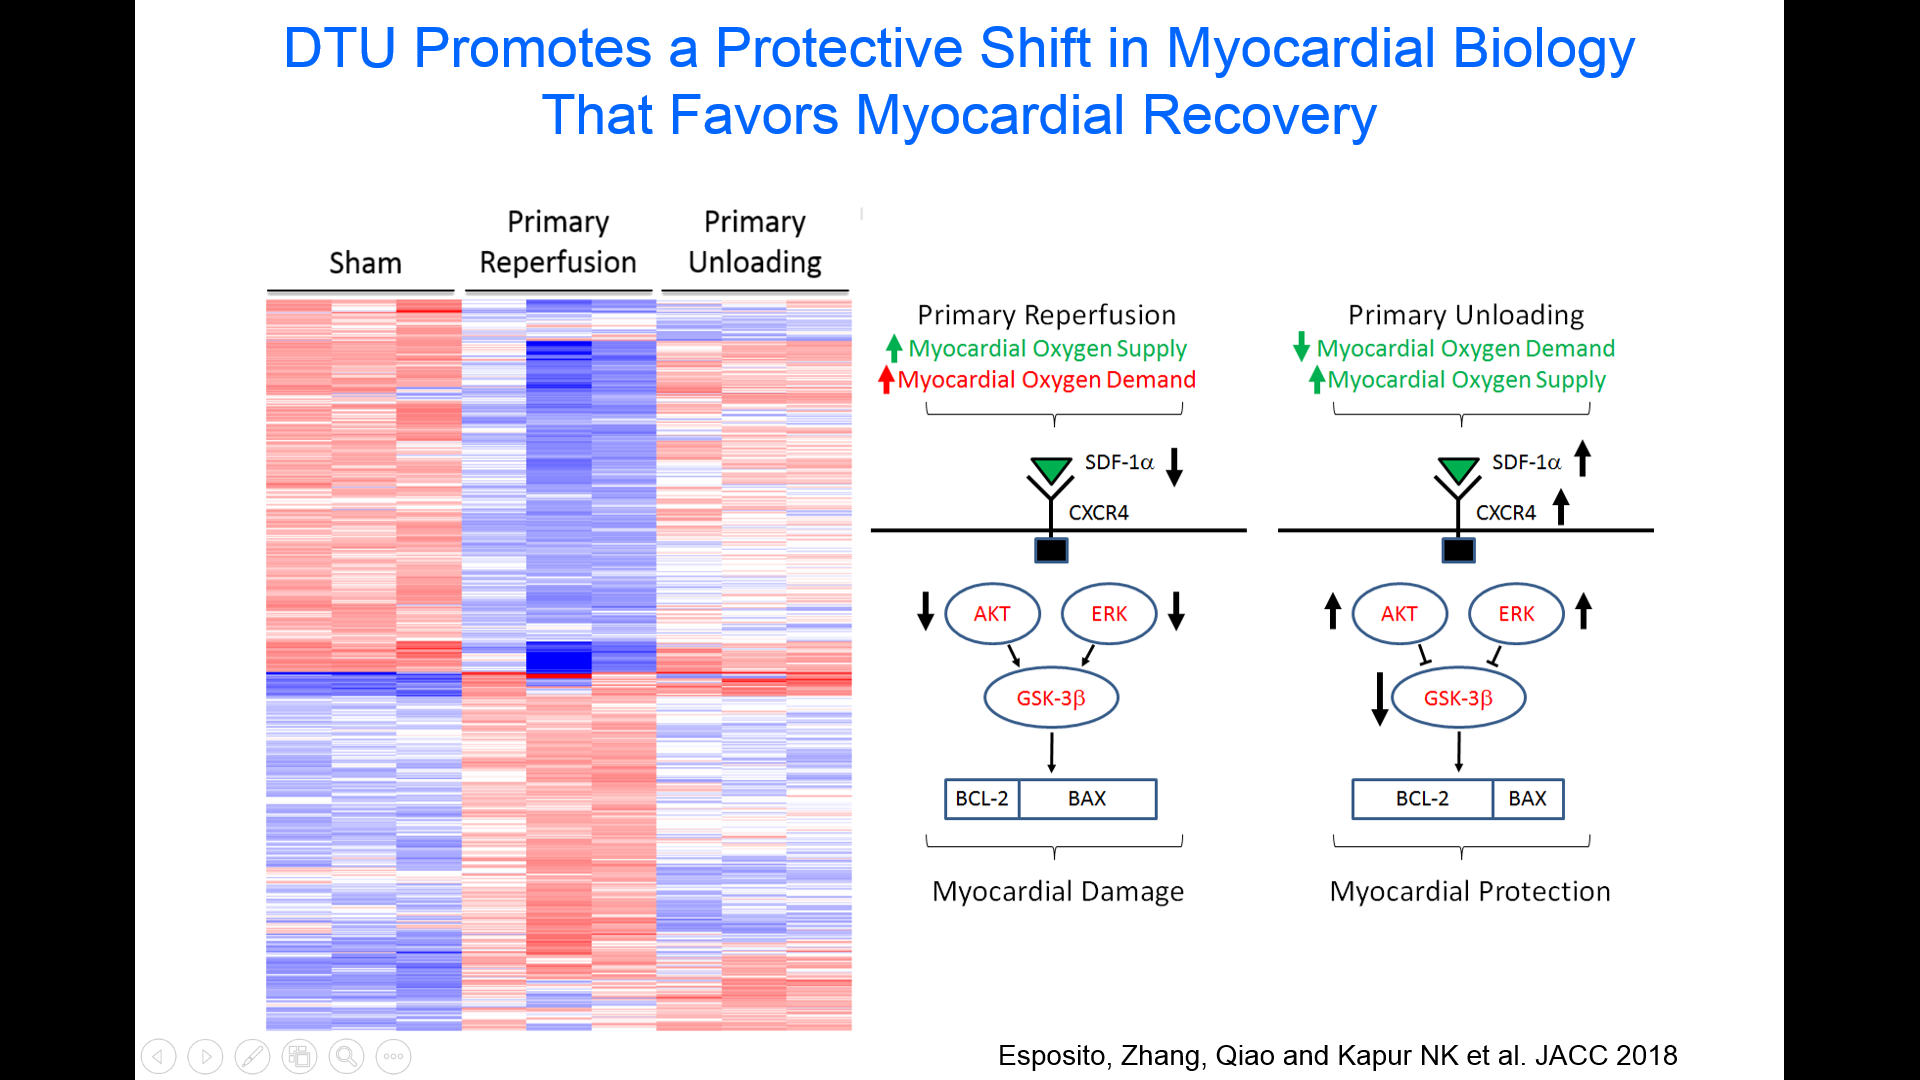 DTU Promotes a Protective Shift in Myocardial Biology
That Favors Myocardial Recovery
Sham
Primary
Reperfusion
Primary
Unloading
Primary Reperfusion
Myocardial Oxygen Supply
Myocardial Oxygen Demand
SDF-1α
CXCR4
AKT
ERK
GSK-3β
BCL-2
BAX
Myocardial Damage
Primary Unloading
Myocardial Oxygen Demand
Myocardial Oxygen Supply
SDF-1α
CXCR4
AKT
ERK
GSK-3β
BCL-2
BAX
Myocardial Protection
Esposito, Zhang, Qiao and Kapur NK et al. JACC 2018